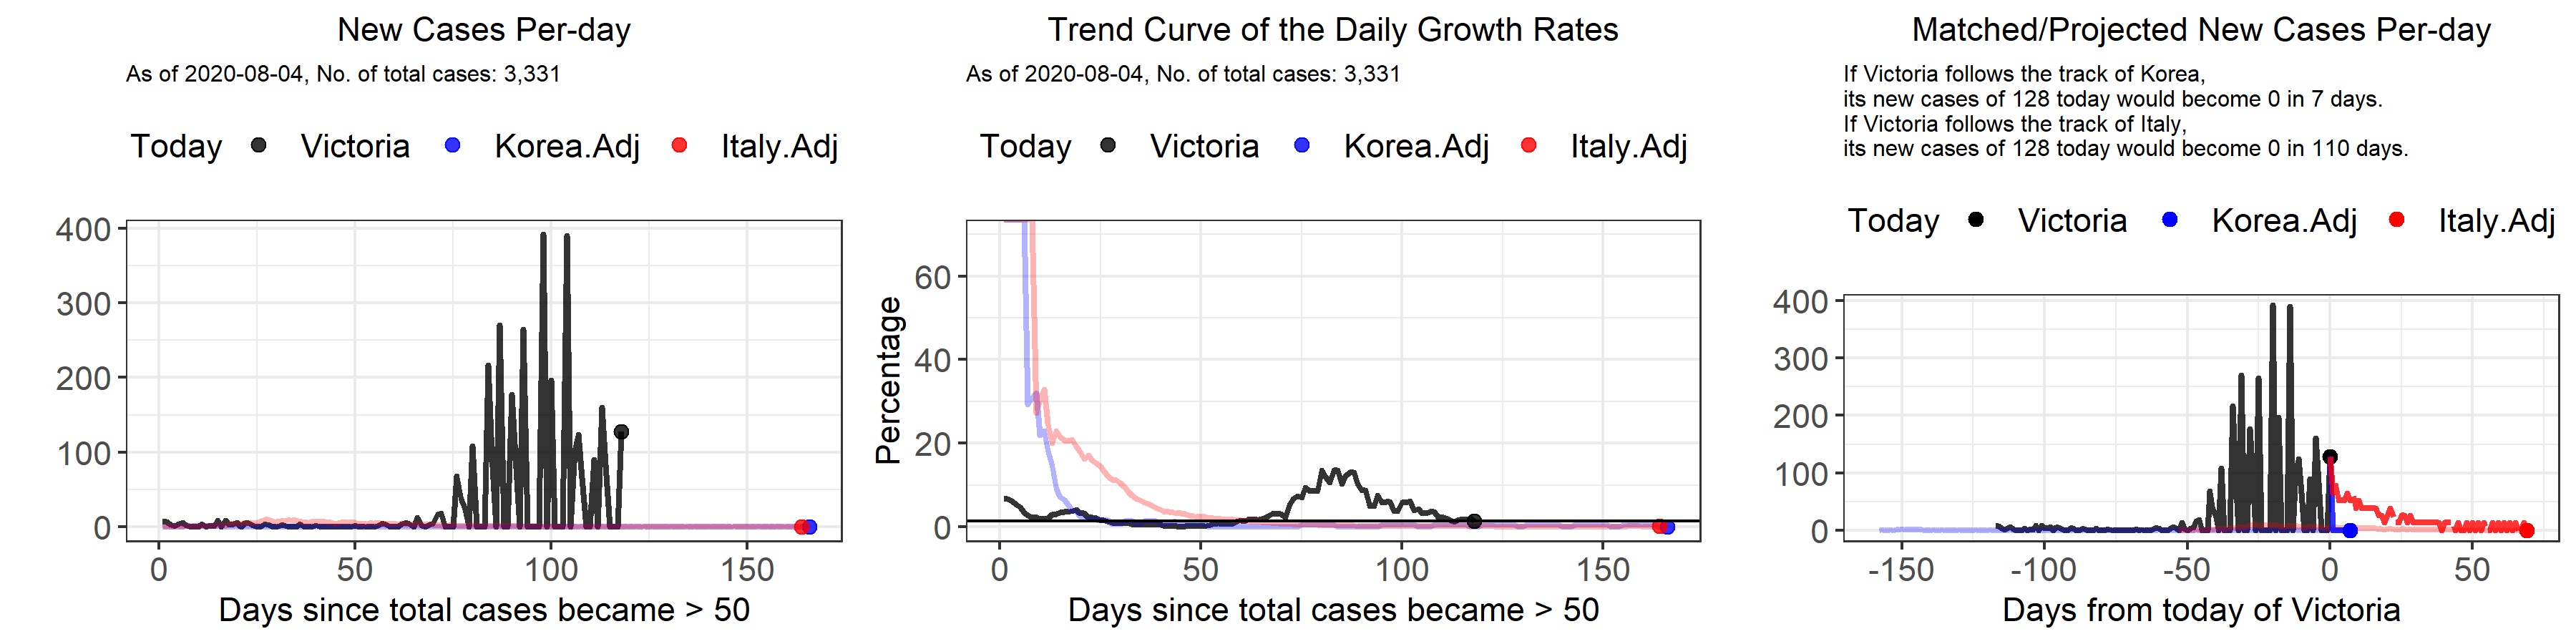 New Cases Per-day
As of 2020-08-04, No. of total cases: 3,331
Today Victoria Korea.Adj Italy.Adj
400
300
200
100
0
0 50 100 150
Days since total cases became > 50
Trend Curve of the Daily Growth Rates
As of 2020-08-04, No. of total cases: 3,331
Today Victoria Korea.Adj Italy.Adj
Percentage
60
40
20
0
0 50 100 150
Days since total cases became > 50
Matched/Projected New Cases Per-day
If Victoria follows the track of Korea,
its new cases of 128 today would become 0 in 7 days.
If Victoria follows the track of Italy,
its new cases of 128 today would become 0 in 110 days.
Today Victoria Korea.Adj Italy.Adj
400
300
200
100
0
-150 -100 -50 0 50
Days from today of Victoria